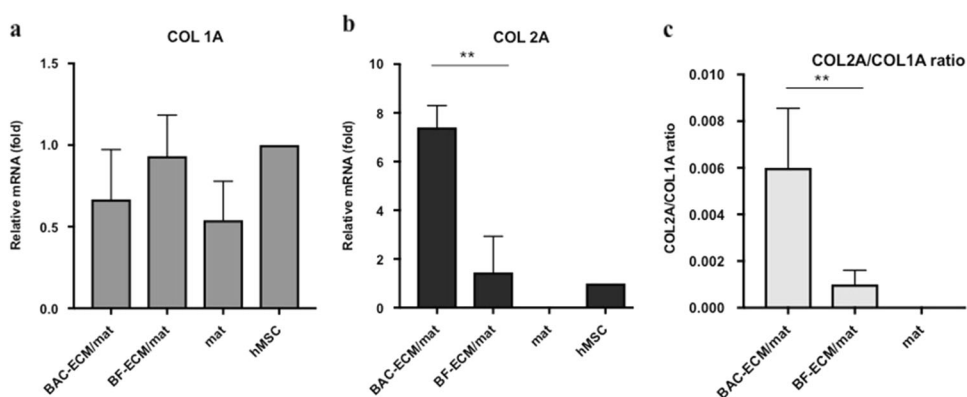 a
COL 1A
Relative mRNA (fold)
1.5
1.0
0.5
0.0
BAC-ECM/mat
BF-ECM/mat
mat
hMSC
b
COL 2A
**
Relative mRNA (fold)
10
8
6
4
2
0
BAC-ECM/mat
BF-ECM/mat
mat
hMSC
c
COL2A/COL1A ratio
**
COL2A/COL1A ratio
0.010
0.008
0.006
0.004
0.002
0.000
BAC-ECM/mat
BF-ECM/mat
mat